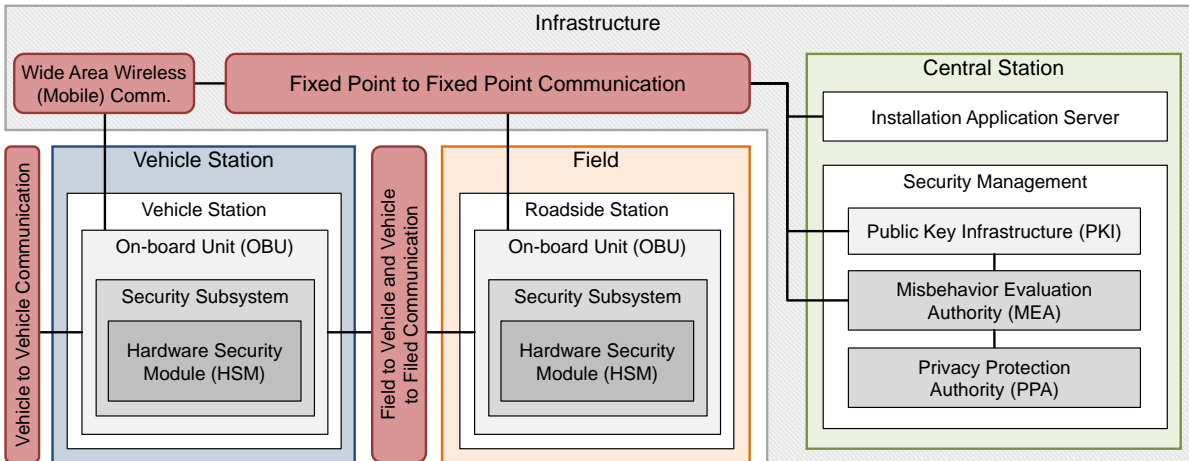 Infrastructure
Wide Area Wireless
(Mobile) Comm.
Fixed Point to Fixed Point Communication
Central Station
Installation Application Server
Security Management
Public Key Infrastructure (PKI)
Misbehavior Evaluation
Authority (MEA)
Privacy Protection
Authority (PPA)
Vehicle to Vehicle Communication
Vehicle Station
Vehicle Station
On-board Unit (OBU)
Security Subsystem
Hardware Security
Module (HSM)
Field to Vehicle and Vehicle
to Filed Communication
Field
Roadside Station
On-board Unit (OBU)
Security Subsystem
Hardware Security
Module (HSM)